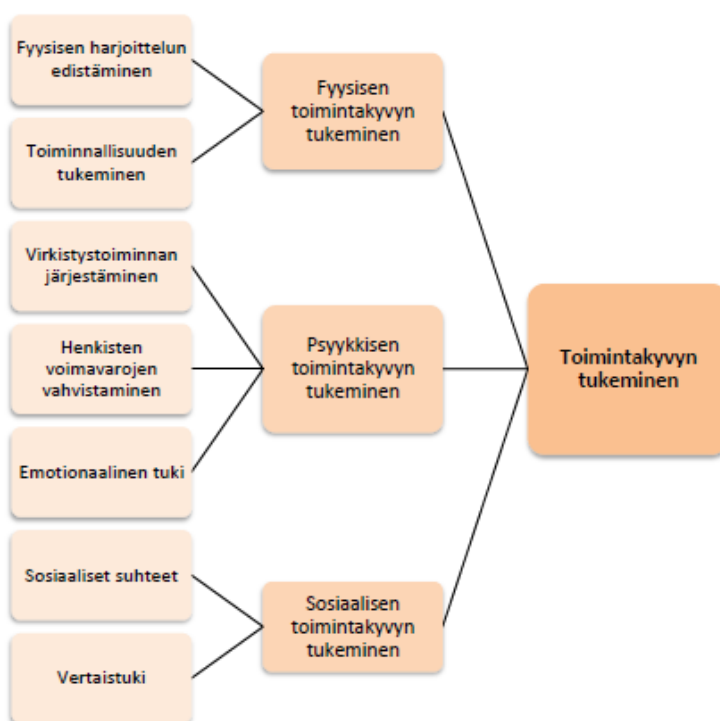 Fyysisen harjoittelun
edistäminen
Toiminnallisuuden
tukeminen
Virkistystoiminnan
järjestäminen
Henkisten
voimavarojen
vahvistaminen
Emotionaalinen tuki
Sosiaaliset suhteet
Vertaistuki
Fyysisen
toimintakyvyn
tukeminen
Psyykkisen
toimintakyvyn
tukeminen
Sosiaalisen
toimintakyvyn
tukeminen
Toimintakyvyn
tukeminen